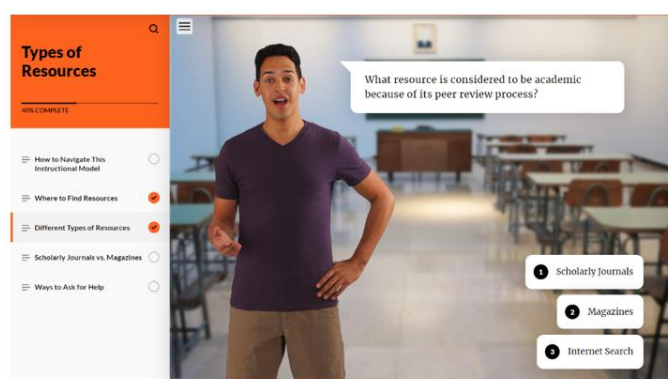 Types of
Resources
40% COMPLETE
How to Navigate This
Instructional Model
Where to Find Resources
Different Types of Resources
Scholarly Journals vs. Magazines
Ways to Ask for Help
What resource is considered to be academic
because of its peer review process?
1 Scholarly Journals
2 Magazines
3 Internet Search